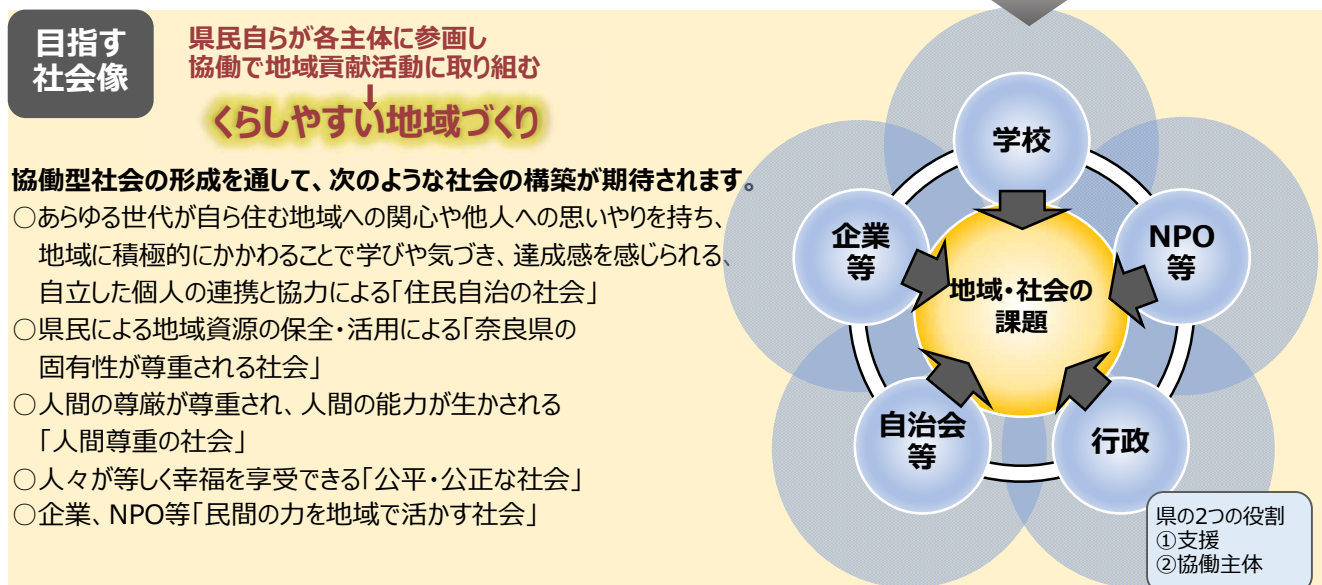 目指す
社会像
県民自らが各主体に参画し
協働で地域貢献活動に取り組む
くらしやすい地域づくり
協働型社会の形成を通して、次のような社会の構築が期待されます。
○あらゆる世代が自ら住む地域への関心や他人への思いやりを持ち、
地域に積極的にかかわることで学びや気づき、達成感を感じられる、
自立した個人の連携と協力による「住民自治の社会」
○県民による地域資源の保全・活用による「奈良県の
固有性が尊重される社会」
○人間の尊厳が尊重され、人間の能力が生かされる
「人間尊重の社会」
○人々が等しく幸福を享受できる「公平・公正な社会」
○企業、NPO等「民間の力を地域で活かす社会」
学校
企業
等
NPO
等
地域・社会の
課題
自治会
等
行政
県の2つの役割
①支援
②協働主体